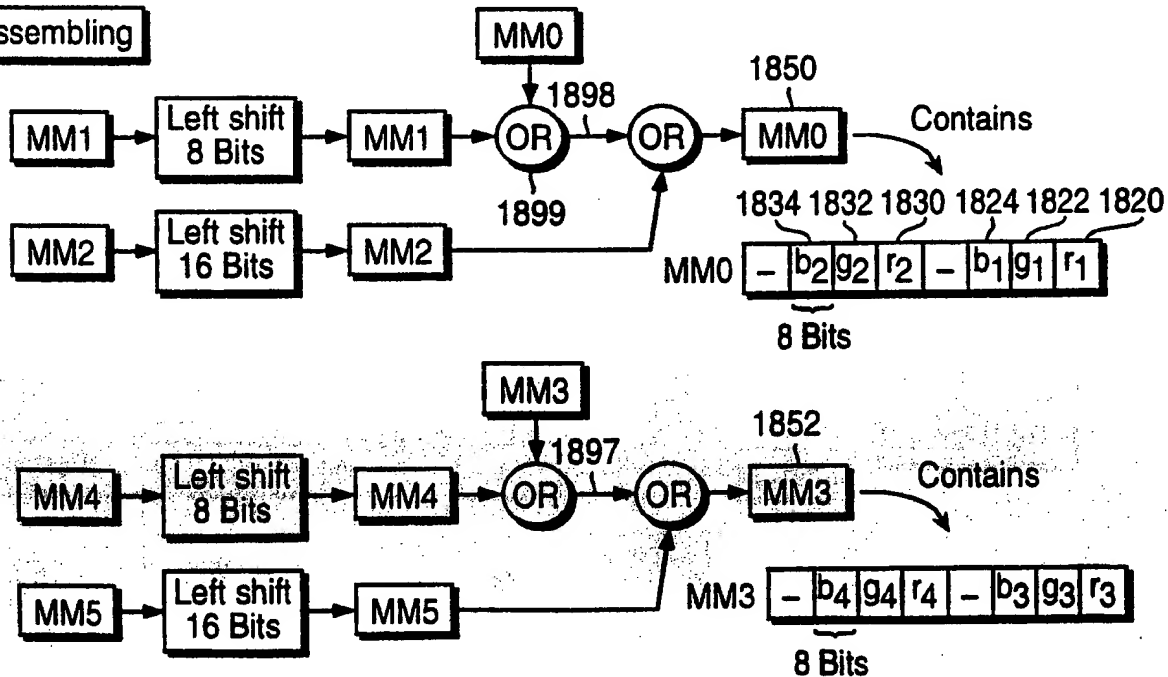 ssembling
MM0
1850
MM1 Left shift 8 Bits MM1 OR 1898 OR MM0 Contains
1899
1834 1832 1830 1824 1822 1820
MM2 Left shift 16 Bits MM2
MM0 – b2 g2 r2 – b1 g1 r1
8 Bits
MM3
1852
MM4 Left shift 8 Bits MM4 OR 1897 OR MM3 Contains
MM5 Left shift 16 Bits MM5
MM3 – b4 g4 r4 – b3 g3 r3
8 Bits